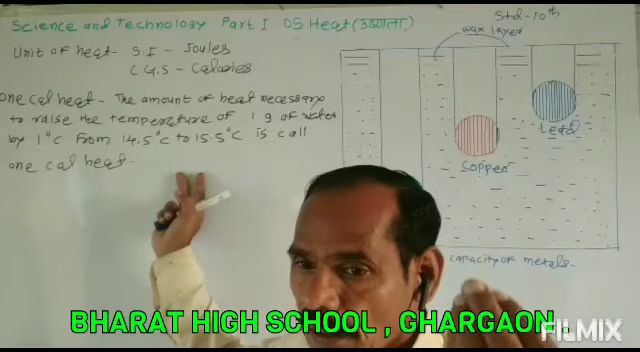 Science and Technology Part I 05 Heat (उष्णता)
Std-10th
wax layer
Unit of heat- S.I - Joules
C G.S - Calories
One cal heat - The amount of heat necessary
to raise the temperature of 1 g of water
by 1°C from 14.5°C to 15.5°C is call
one cal heat-
Lead
Copper
capacity of metals-
BHARAT HIGH SCHOOL , GHARGAON .
FILMIX